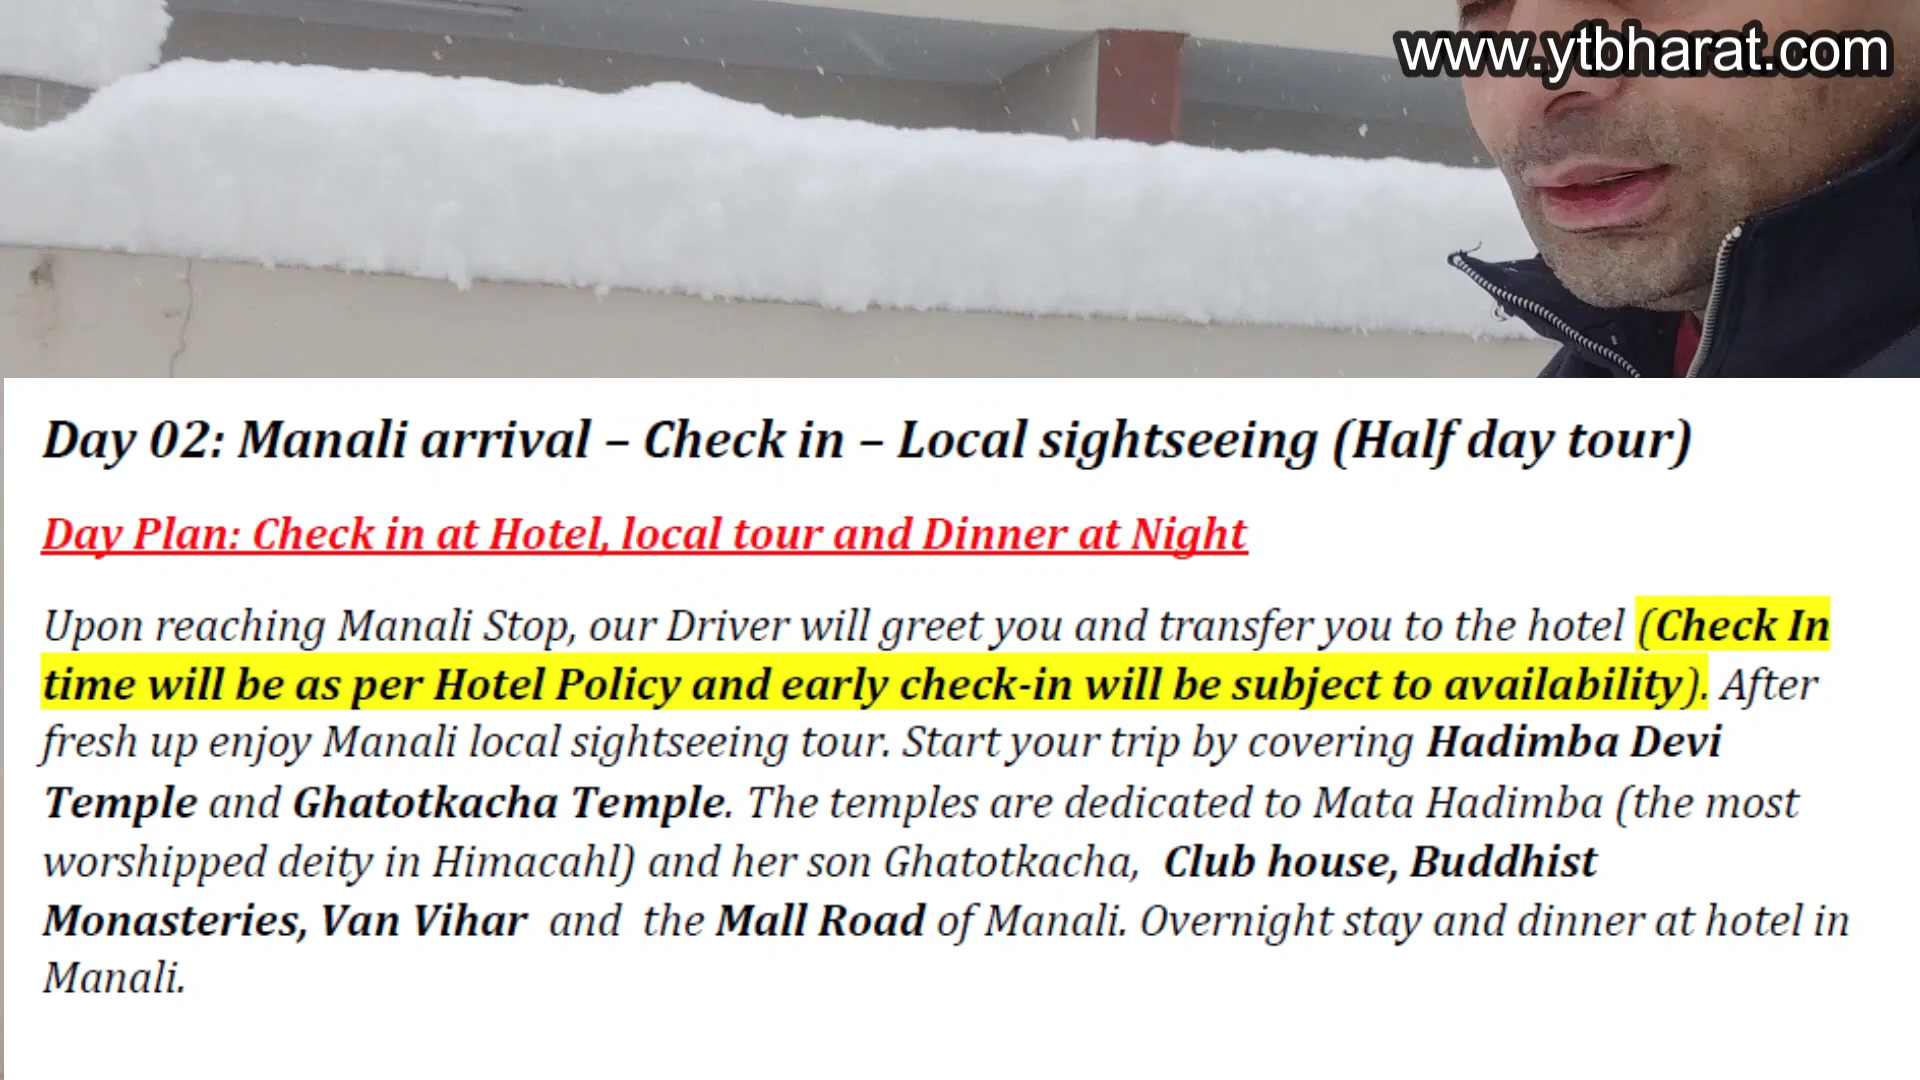 www.ytbharat.com
Day 02: Manali arrival – Check in – Local sightseeing (Half day tour)
Day Plan: Check in at Hotel, local tour and Dinner at Night
Upon reaching Manali Stop, our Driver will greet you and transfer you to the hotel (Check In
time will be as per Hotel Policy and early check-in will be subject to availability). After
fresh up enjoy Manali local sightseeing tour. Start your trip by covering Hadimba Devi
Temple and Ghatotkacha Temple. The temples are dedicated to Mata Hadimba (the most
worshipped deity in Himacahl) and her son Ghatotkacha, Club house, Buddhist
Monasteries, Van Vihar and the Mall Road of Manali. Overnight stay and dinner at hotel in
Manali.